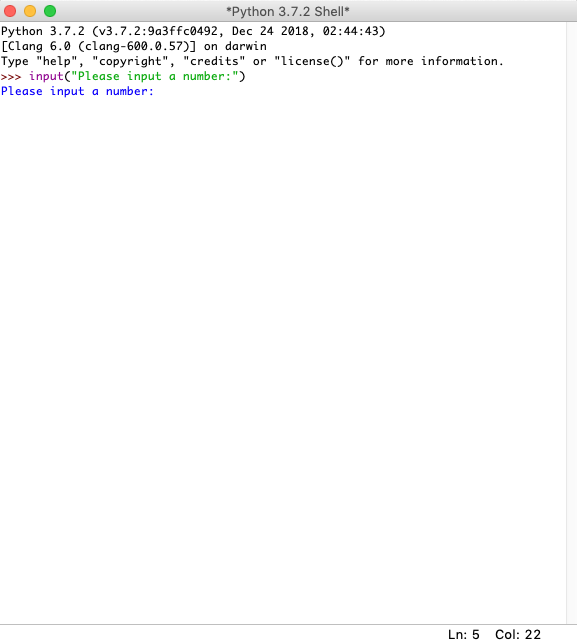 *Python 3.7.2 Shell*
Python 3.7.2 (v3.7.2:9a3ffc0492, Dec 24 2018, 02:44:43)
[Clang 6.0 (clang-600.0.57)] on darwin
Type "help", "copyright", "credits" or "license()" for more information.
>>> input("Please input a number:")
Please input a number:
Ln: 5 Col: 22